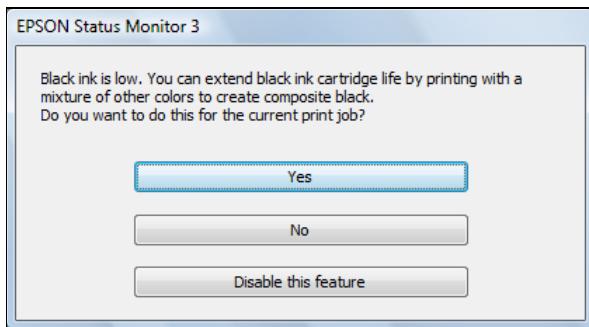 EPSON Status Monitor 3
Black ink is low. You can extend black ink cartridge life by printing with a
mixture of other colors to create composite black.
Do you want to do this for the current print job?
Yes
No
Disable this feature